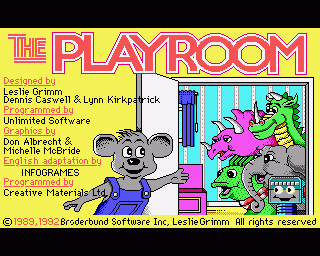 THE PLAYROOM
Designed by
Leslie Grimm
Dennis Caswell & Lynn Kirkpatrick
Programmed by
Unlimited Software
Graphics by
Don Albrecht &
Michelle McBride
English adaptation by
INFOGRAMES
Programmed by
Creative Materials Ltd.
©1989,1992 Broderbund Software Inc, Leslie Grimm. All rights reserved